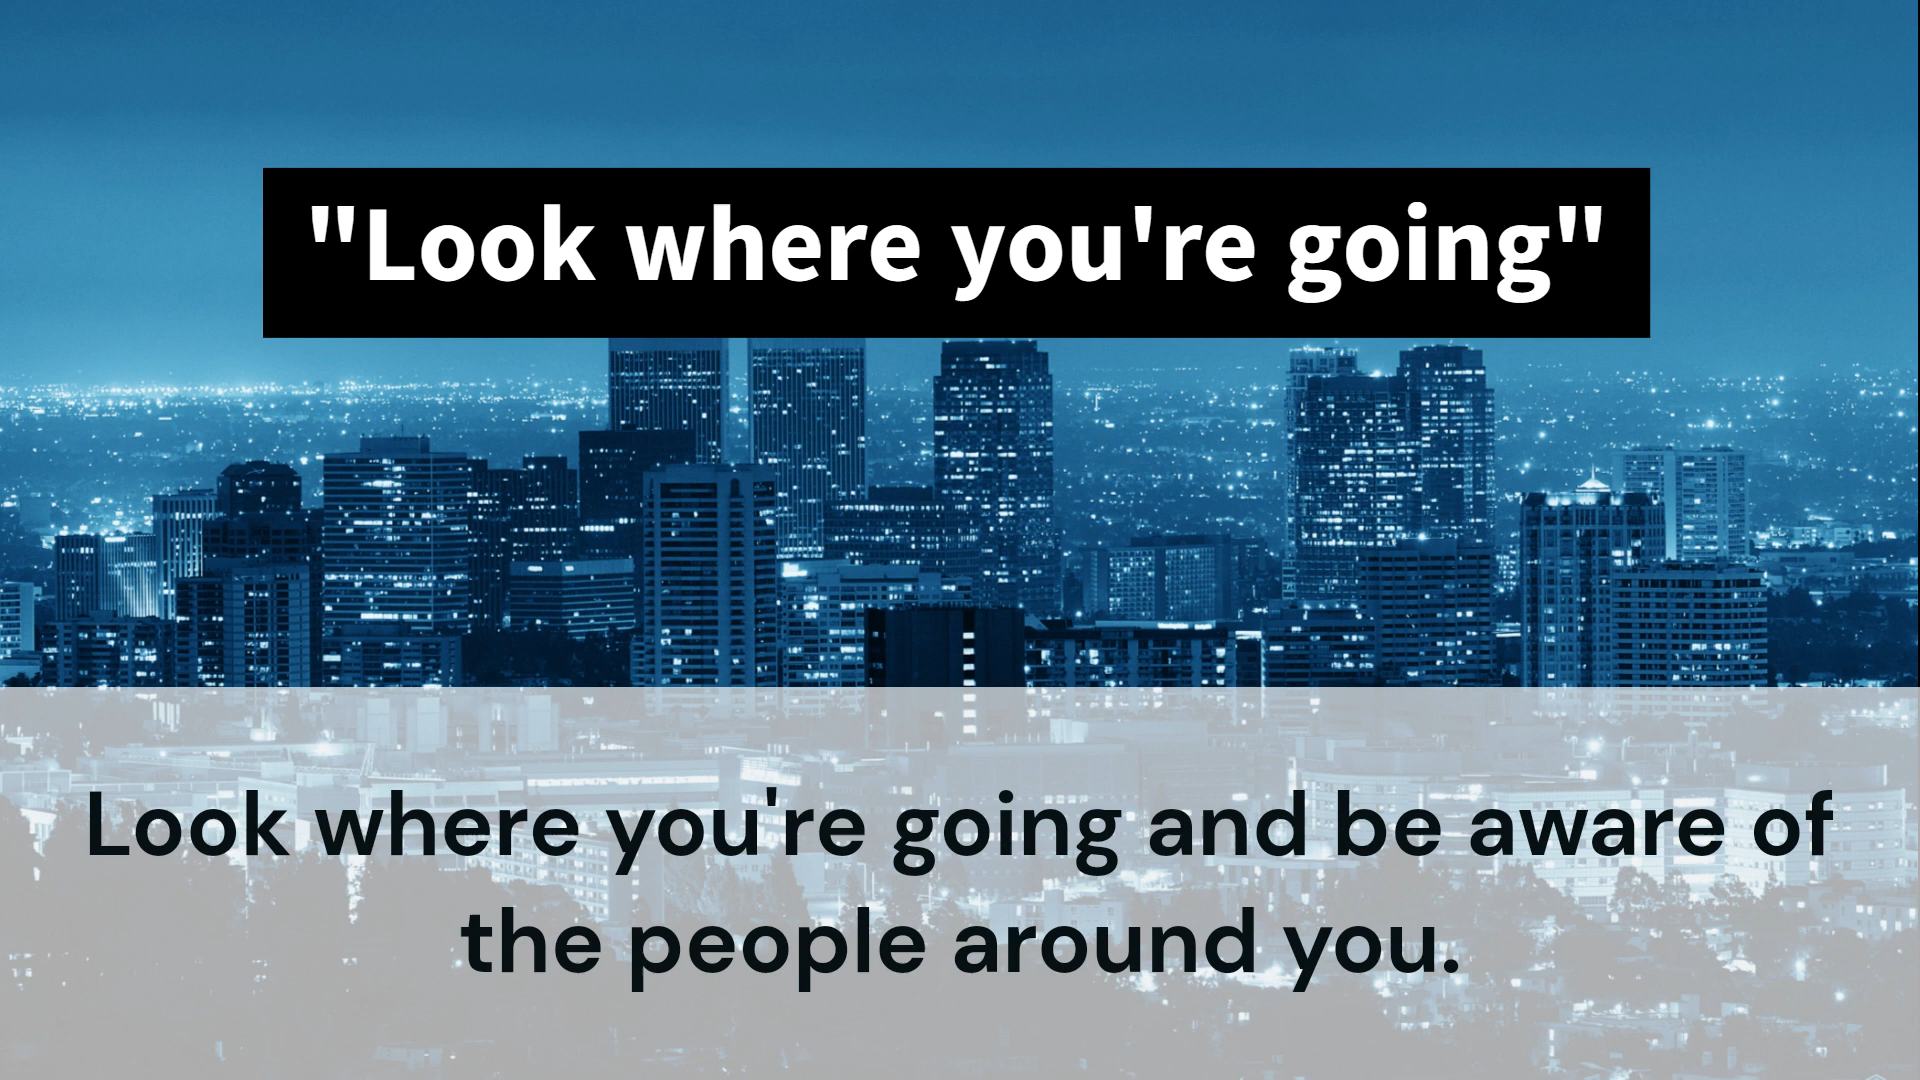 "Look where you're going"
Look where you're going and be aware of
the people around you.